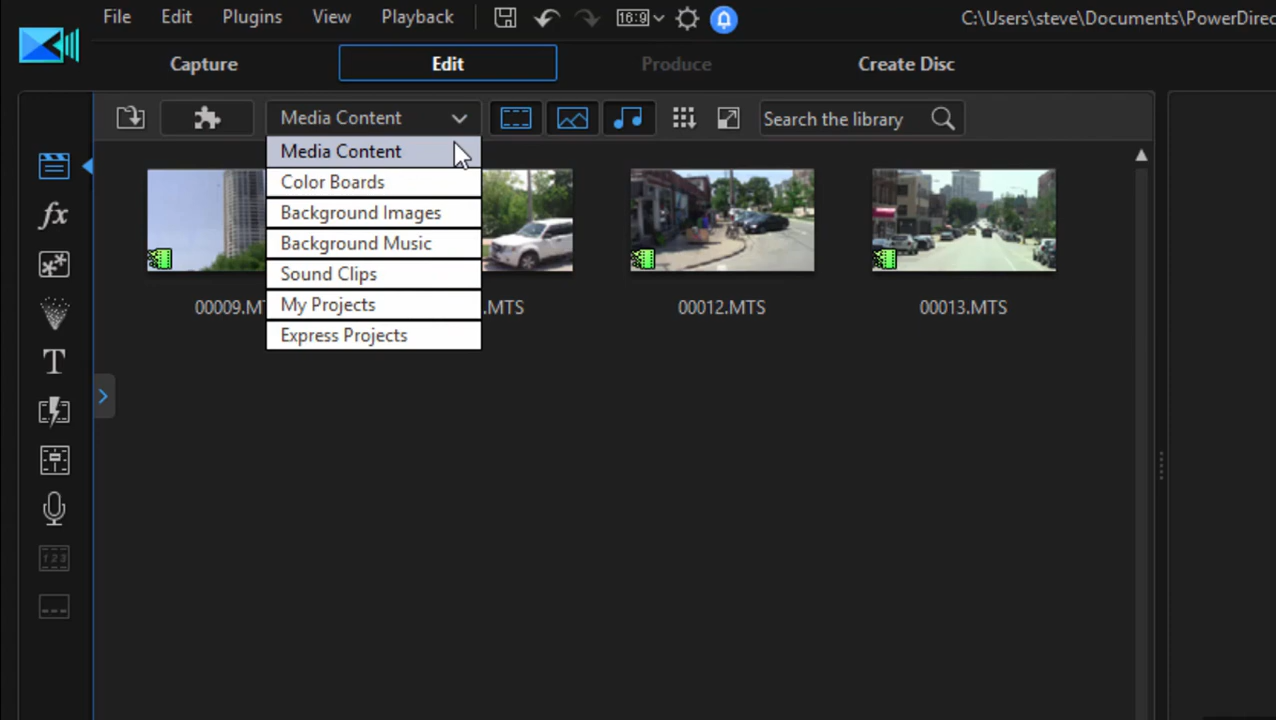 File Edit Plugins View Playback 16:9 C:\Users\steve\Documents\PowerDirec
Capture Edit Produce Create Disc
Media Content Search the library
Media Content
Color Boards
Background Images
Background Music
Sound Clips
My Projects
Express Projects
fx
T
00009.MT .MTS 00012.MTS 00013.MTS
123